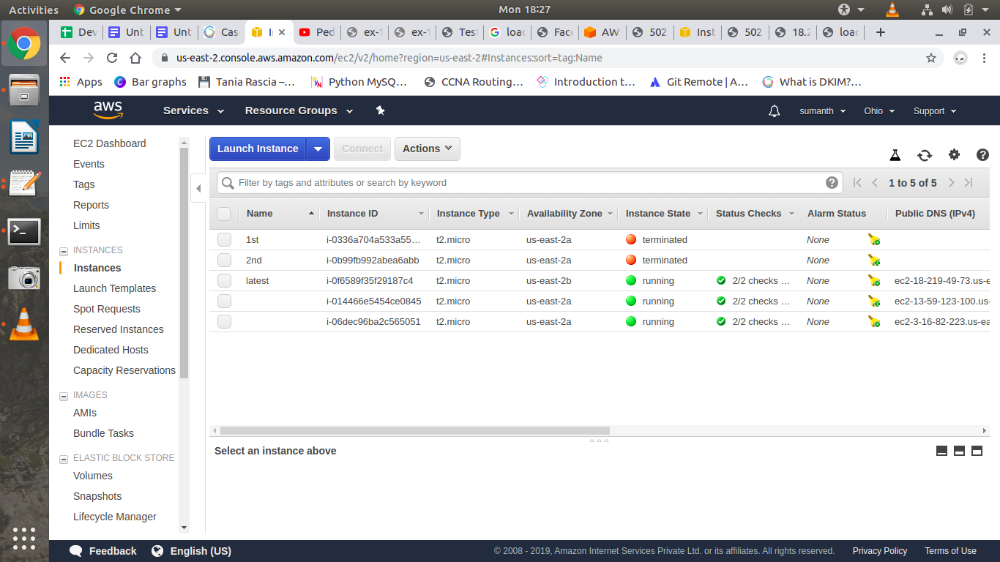 Activities Google Chrome Mon 18:27
Dev Unt Unt Cas I Ped ex-1 ex-1 Test load Face AWS 502 Inst 502 18.2 load
us-east-2.console.aws.amazon.com/ec2/v2/home?region=us-east-2#Instances:sort=tag:Name
Apps Bar graphs Tania Rascia –... Python MySQ... CCNA Routing... Introduction t... Git Remote | A... What is DKIM?...
aws Services Resource Groups sumanth Ohio Support
EC2 Dashboard
Events
Tags
Reports
Limits
INSTANCES
Instances
Launch Templates
Spot Requests
Reserved Instances
Dedicated Hosts
Capacity Reservations
IMAGES
AMIs
Bundle Tasks
ELASTIC BLOCK STORE
Volumes
Snapshots
Lifecycle Manager
Launch Instance Connect Actions
Filter by tags and attributes or search by keyword 1 to 5 of 5
Name Instance ID Instance Type Availability Zone Instance State Status Checks Alarm Status Public DNS (IPv4)
1st i-0336a704a533a55... t2.micro us-east-2a terminated None
2nd i-0b99fb992abea6abb t2.micro us-east-2a terminated None
latest i-0f6589f35f29187c4 t2.micro us-east-2b running 2/2 checks ... None ec2-18-219-49-73.us-e
i-014466e5454ce0845 t2.micro us-east-2a running 2/2 checks ... None ec2-13-59-123-100.us-
i-06dec96ba2c565051 t2.micro us-east-2a running 2/2 checks ... None ec2-3-16-82-223.us-ea
Select an instance above
Feedback English (US) © 2008 - 2019, Amazon Internet Services Private Ltd. or its affiliates. All rights reserved. Privacy Policy Terms of Use